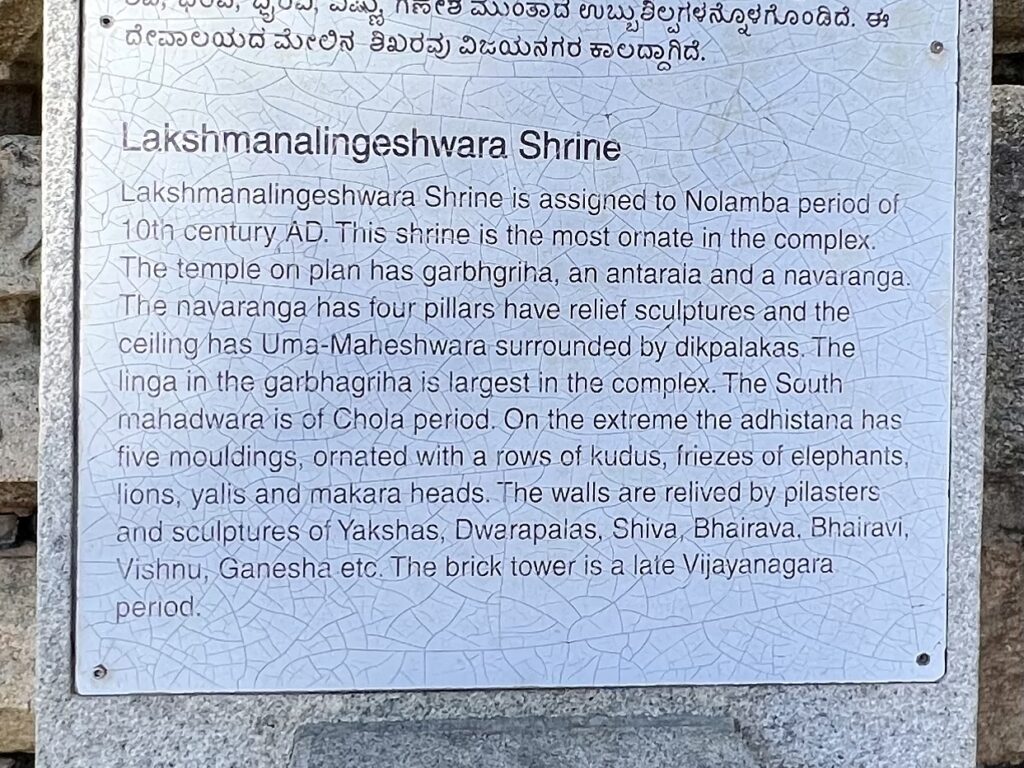 ಭೈರವ, ವಿಷ್ಣು, ಗಣೇಶ ಮುಂತಾದ ಉಬ್ಬುಶಿಲ್ಪಗಳನ್ನೊಳಗೊಂಡಿದೆ. ಈ
ದೇವಾಲಯದ ಮೇಲಿನ ಶಿಖರವು ವಿಜಯನಗರ ಕಾಲದ್ದಾಗಿದೆ.
Lakshmanalingeshwara Shrine
Lakshmanalingeshwara Shrine is assigned to Nolamba period of
10th century AD. This shrine is the most ornate in the complex.
The temple on plan has garbhgriha, an antarala and a navaranga.
The navaranga has four pillars have relief sculptures and the
ceiling has Uma-Maheshwara surrounded by dikpalakas. The
linga in the garbhagriha is largest in the complex. The South
mahadwara is of Chola period. On the extreme the adhistana has
five mouldings, ornated with a rows of kudus, friezes of elephants,
lions, yalis and makara heads. The walls are relived by pilasters
and sculptures of Yakshas, Dwarapalas, Shiva, Bhairava, Bhairavi,
Vishnu, Ganesha etc. The brick tower is a late Vijayanagara
period.